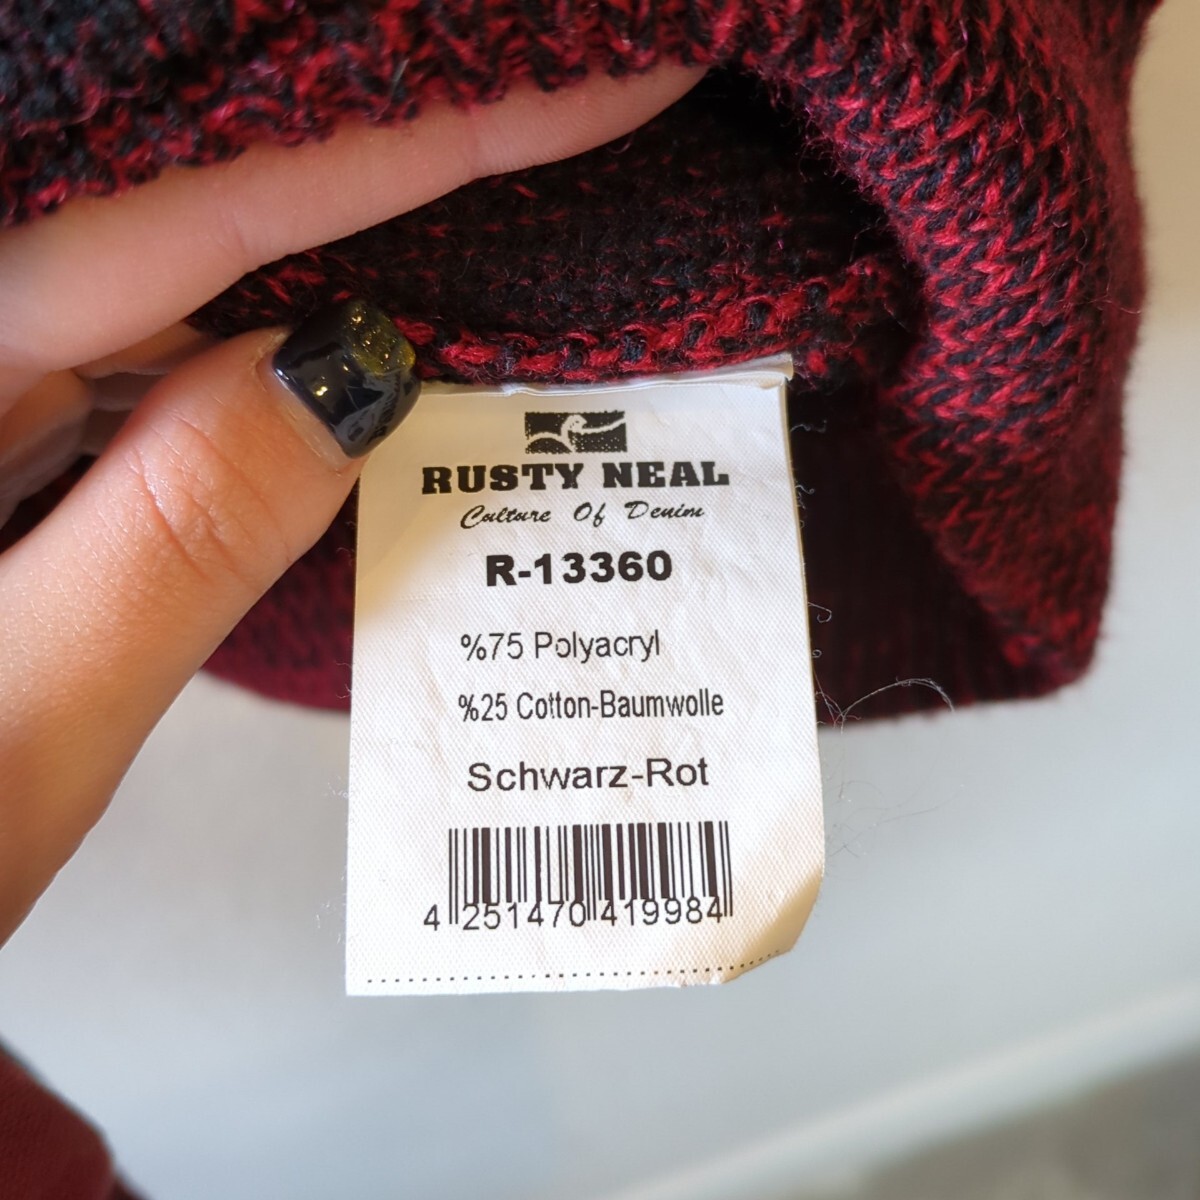 RUSTY NEAL
Culture Of Denim
R-13360
%75 Polyacryl
%25 Cotton-Baumwolle
Schwarz-Rot
4 251470 419984